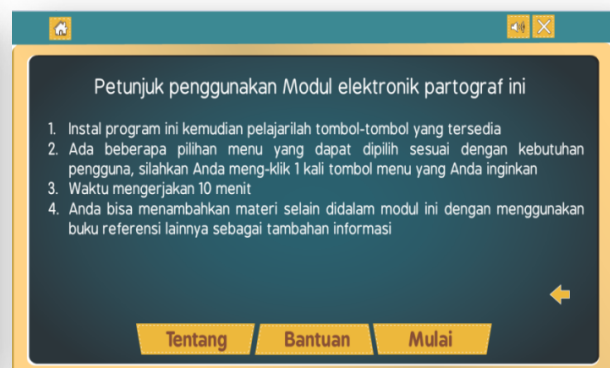 Petunjuk penggunakan Modul elektronik partograf ini
1. Instal program ini kemudian pelajarilah tombol-tombol yang tersedia
2. Ada beberapa pilihan menu yang dapat dipilih sesuai dengan kebutuhan
pengguna, silahkan Anda meng-klik 1 kali tombol menu yang Anda inginkan
3. Waktu mengerjakan 10 menit
4. Anda bisa menambahkan materi selain didalam modul ini dengan menggunakan
buku referensi lainnya sebagai tambahan informasi
Tentang Bantuan Mulai